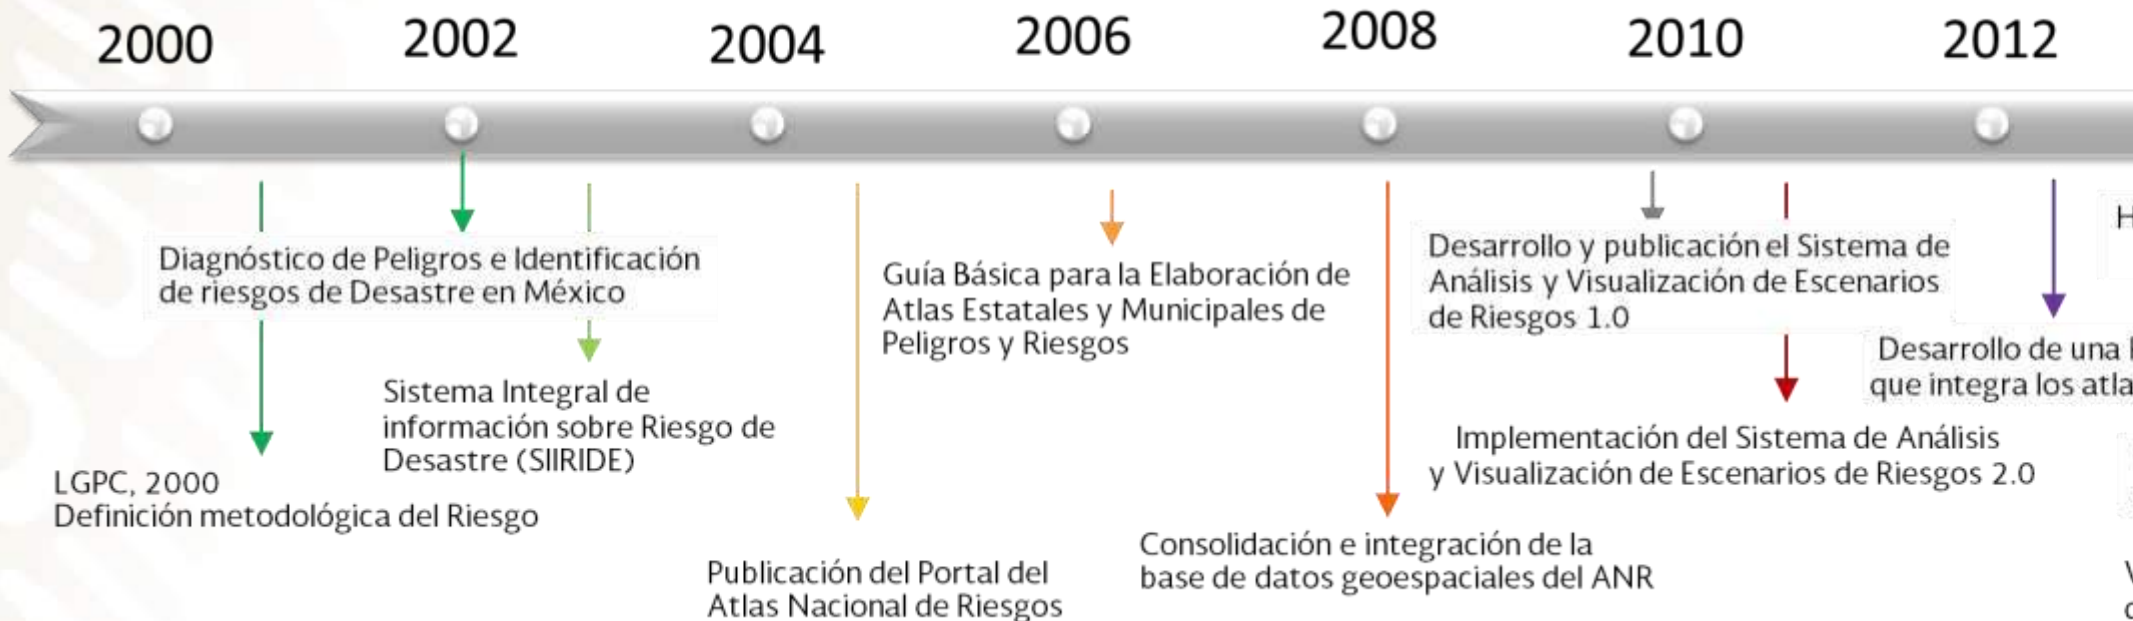 2000
2002
2004
2006
2008
2010
2012
Diagnóstico de Peligros e Identificación
de riesgos de Desastre en México
Sistema Integral de
información sobre Riesgo de
Desastre (SIIRIDE)
LGPC, 2000
Definición metodológica del Riesgo
Publicación del Portal del
Atlas Nacional de Riesgos
Guía Básica para la Elaboración de
Atlas Estatales y Municipales de
Peligros y Riesgos
Consolidación e integración de la
base de datos geoespaciales del ANR
Desarrollo y publicación el Sistema de
Análisis y Visualización de Escenarios
de Riesgos 1.0
Implementación del Sistema de Análisis
y Visualización de Escenarios de Riesgos 2.0
Desarrollo de una
que integra los